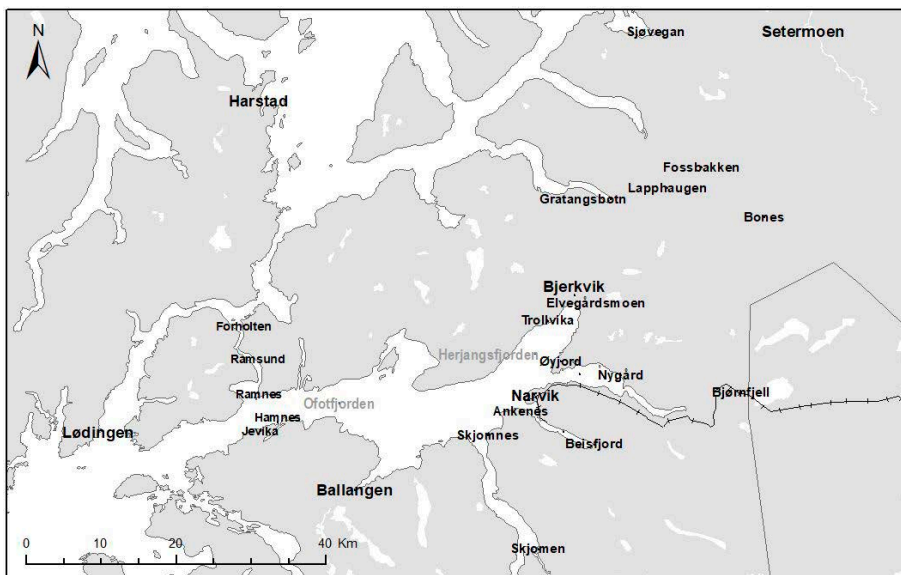 Sjøvegan
Setermoen
N
Harstad
Fossbakken
Lapphaugen
Gratangsbotn
Bones
Bjerkvik
Elvegårdsmoen
Trollvika
Forholten
Herjangsfjorden
Ramsund
Øyjord
Nygård
Ramnes
Ofotfjorden
Narvik
Bjørnfjell
Hamnes
Ankenes
Jevika
Lødingen
Skjomnes
Beisfjord
Ballangen
Skjomen
0 10 20 40 Km